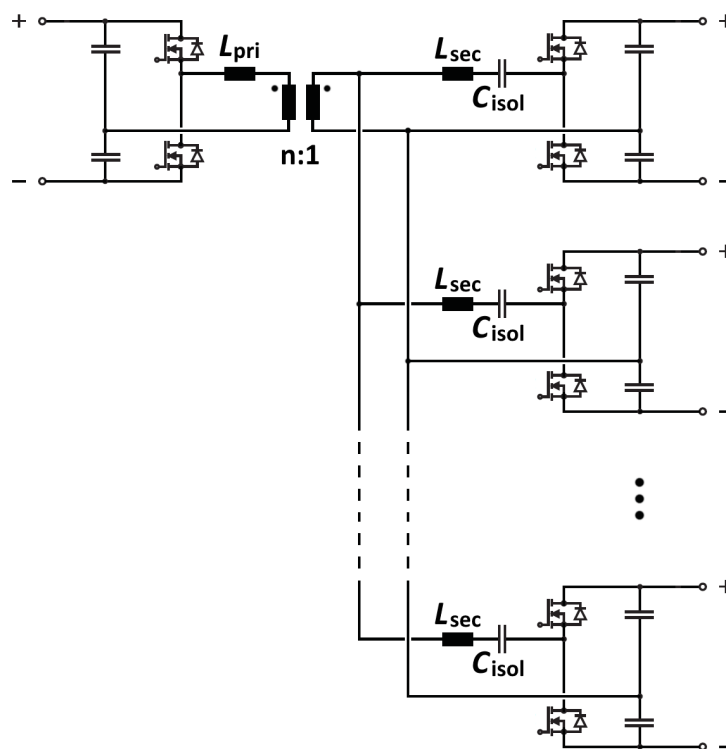 + L_pri L_sec +
C_isol
n:1
− −
L_sec +
C_isol
−
L_sec +
C_isol
−